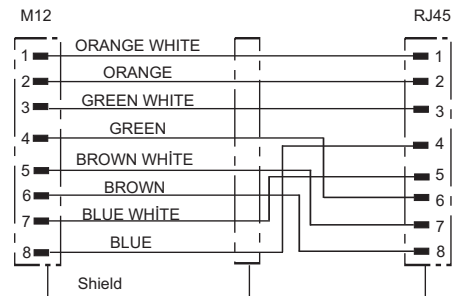 M12 RJ45
1 ORANGE WHITE 1
2 ORANGE 2
3 GREEN WHITE 3
4 GREEN 4
5 BROWN WHİTE 5
6 BROWN 6
7 BLUE WHİTE 7
8 BLUE 8
Shield